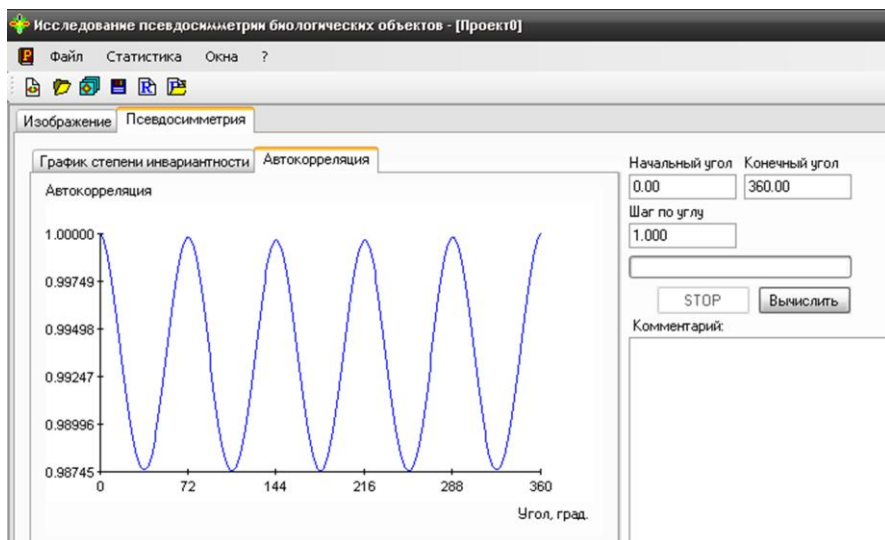 Исследование псевдосимметрии биологических объектов - [Проект0]
Файл Статистика Окна ?
Изображение Псевдосимметрия
График степени инвариантности Автокорреляция
Автокорреляция
1.00000
0.99749
0.99498
0.99247
0.98996
0.98745
0 72 144 216 288 360
Угол, град.
Начальный угол Конечный угол
0.00 360.00
Шаг по углу
1.000
STOP Вычислить
Комментарий: